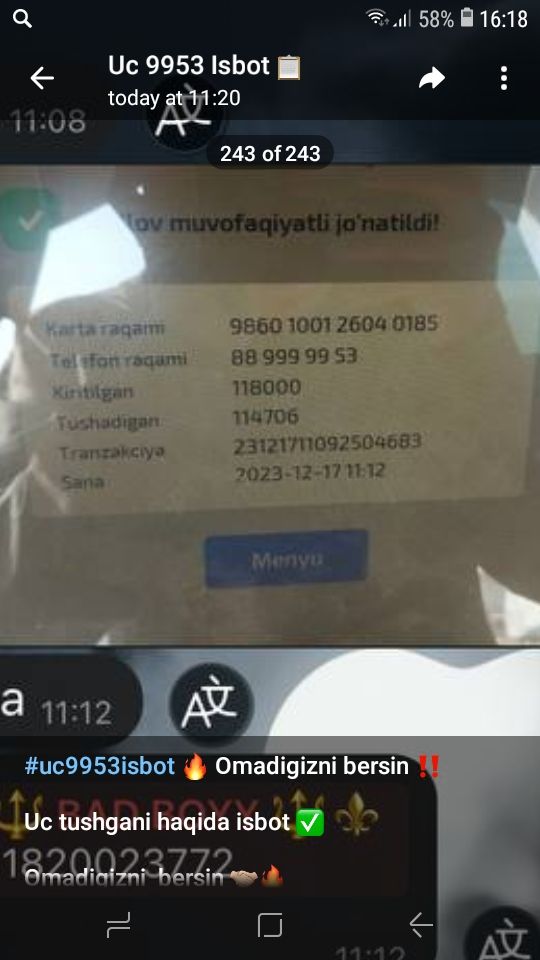 58% 16:18
Uc 9953 Isbot 📋
today at 11:20
11:08
243 of 243
lov muvofaqiyatli jo'natildi!
Karta raqami 9860 1001 2604 0185
Telefon raqami 88 999 99 53
Kiritilgan 118000
Tushadigan 114706
Tranzakciya 23121711092504683
Sana 2023-12-17 11:12
Menyu
a 11:12
#uc9953isbot 🔥 Omadigizni bersin ‼️
BAD BOXY
Uc tushgani haqida isbot ✅
1820023772
Omadigizni bersin 🤝🔥
11:12